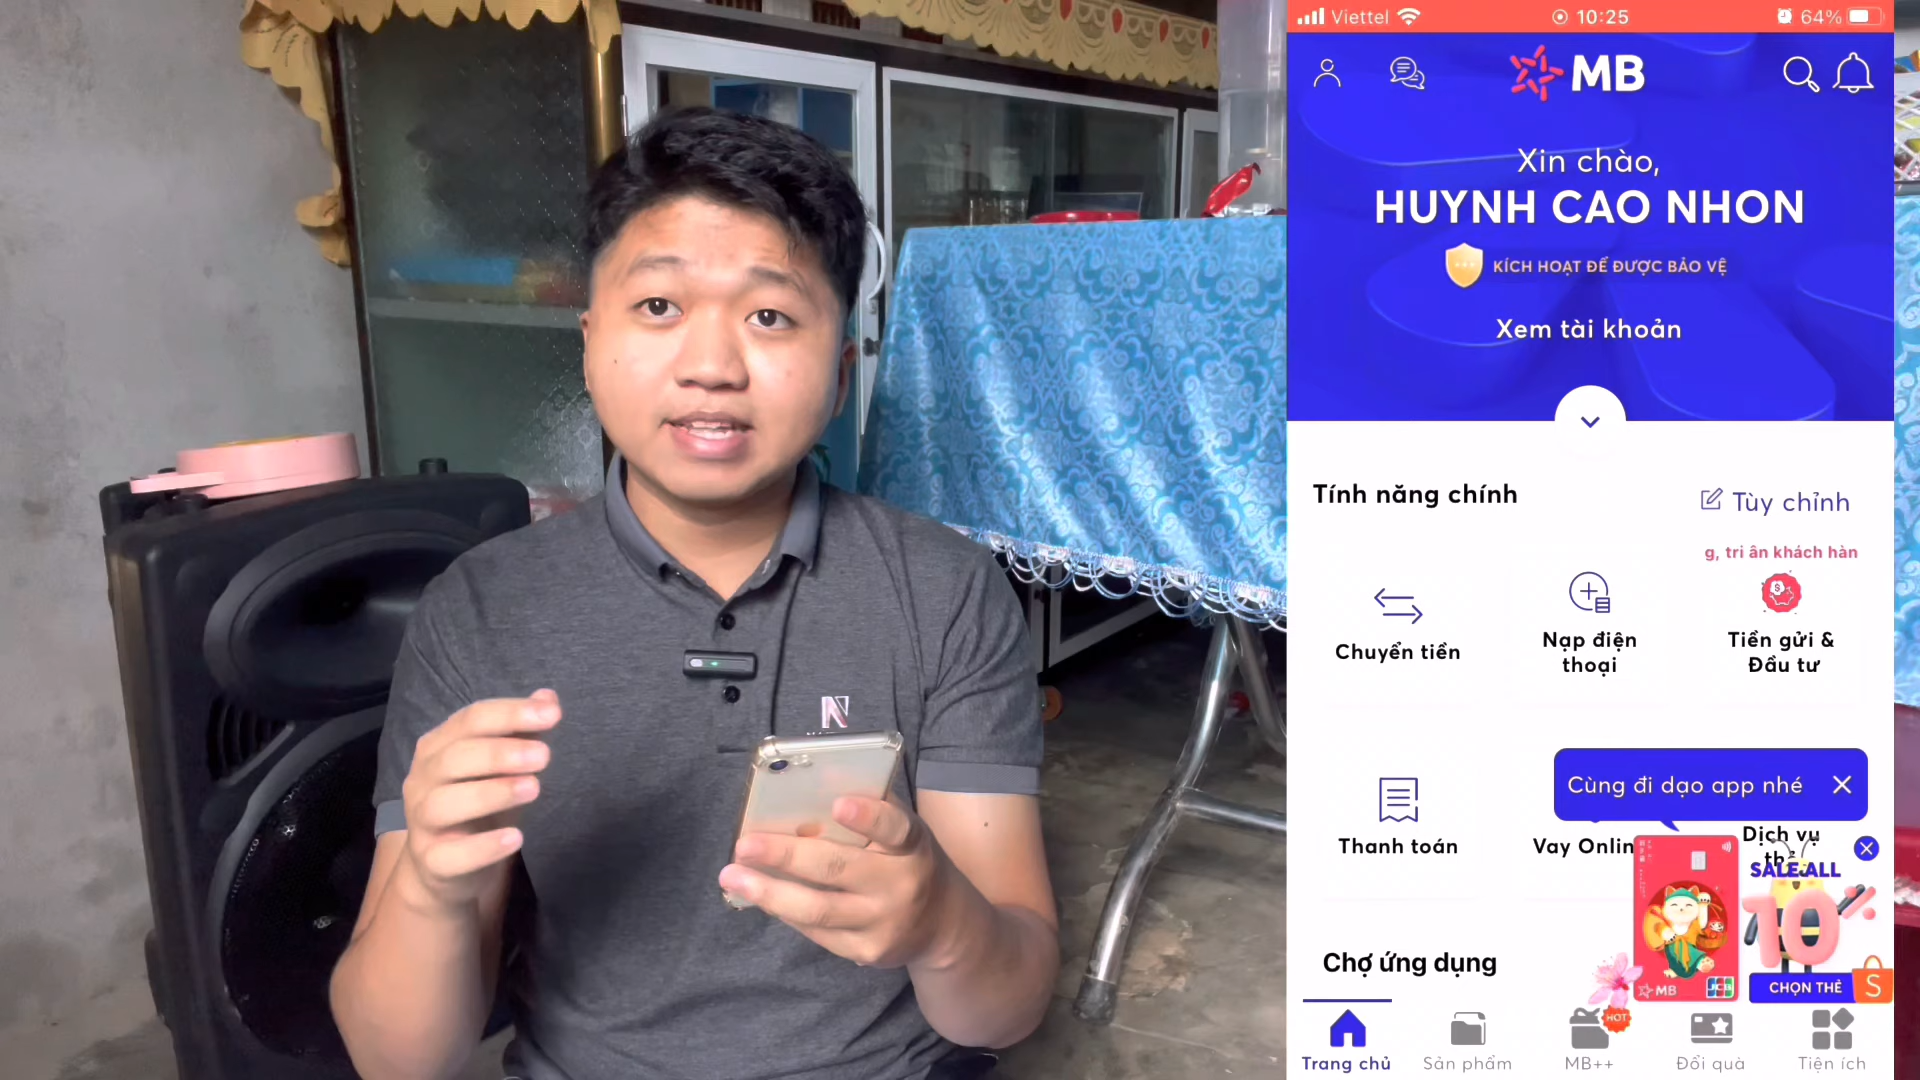 Viettel 10:25 64%
MB
Xin chào,
HUYNH CAO NHON
KÍCH HOẠT ĐỂ ĐƯỢC BẢO VỆ
Xem tài khoản
Tính năng chính
Tùy chỉnh
g, tri ân khách hàn
Chuyển tiền
Nạp điện
thoại
Tiền gửi &
Đầu tư
Cùng đi dạo app nhé
Thanh toán
Vay Onlin
Dịch vụ
thẻ
SALE ALL
10%
MB
JCB
CHỌN THẺ
S
Chợ ứng dụng
HOT
Trang chủ
Sản phẩm
MB++
Đổi quà
Tiện ích
N